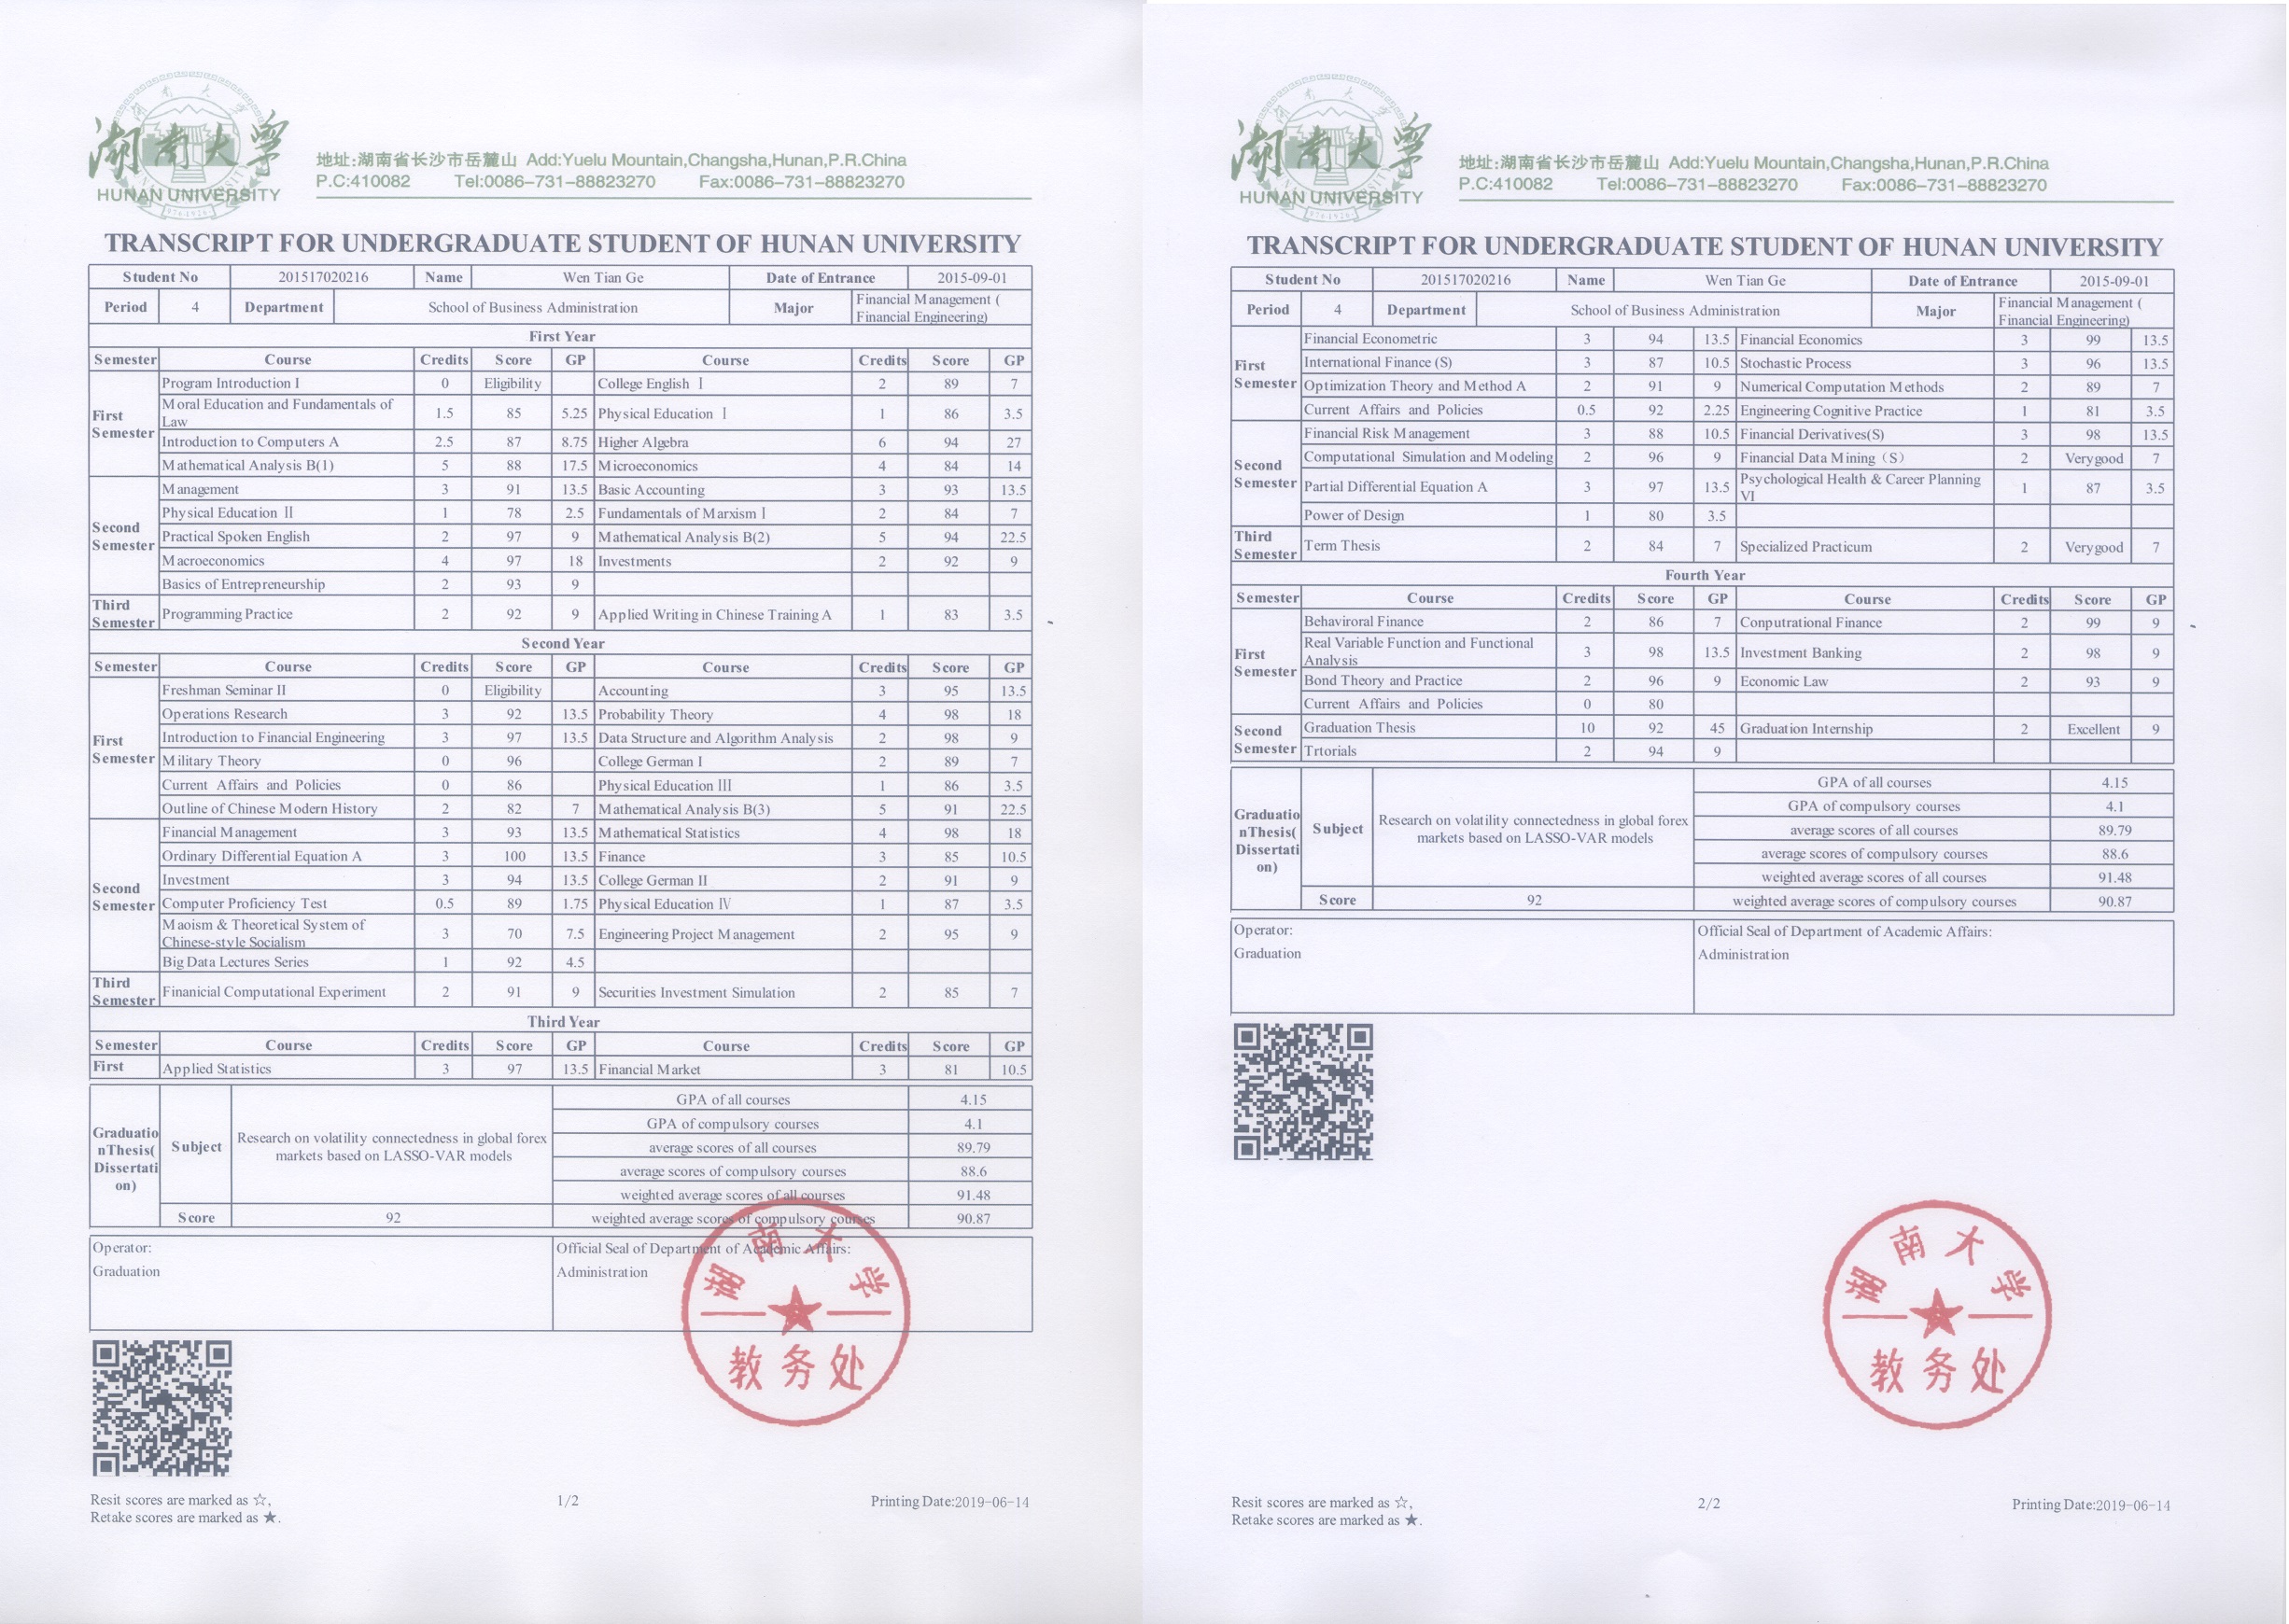 湖南大学
HUNAN UNIVERSITY
地址:湖南省长沙市岳麓山 Add:Yuelu Mountain,Changsha,Hunan,P.R.China
P.C:410082 Tel:0086-731-88823270 Fax:0086-731-88823270
TRANSCRIPT FOR UNDERGRADUATE STUDENT OF HUNAN UNIVERSITY
Student No 201517020216 Name Wen Tian Ge Date of Entrance 2015-09-01
Period 4 Department School of Business Administration Major Financial Management (
Financial Engineering)
First Year
Semester Course Credits Score GP Course Credits Score GP
First
Semester
Program Introduction I 0 Eligibility College English Ⅰ 2 89 7
Moral Education and Fundamentals of
Law 1.5 85 5.25 Physical Education Ⅰ 1 86 3.5
Introduction to Computers A 2.5 87 8.75 Higher Algebra 6 94 27
Mathematical Analysis B(1) 5 88 17.5 Microeconomics 4 84 14
Second
Semester
Management 3 91 13.5 Basic Accounting 3 93 13.5
Physical Education Ⅱ 1 78 2.5 Fundamentals of Marxism Ⅰ 2 84 7
Practical Spoken English 2 97 9 Mathematical Analysis B(2) 5 94 22.5
Macroeconomics 4 97 18 Investments 2 92 9
Basics of Entrepreneurship 2 93 9
Third
Semester
Programming Practice 2 92 9 Applied Writing in Chinese Training A 1 83 3.5
Second Year
Semester Course Credits Score GP Course Credits Score GP
First
Semester
Freshman Seminar II 0 Eligibility Accounting 3 95 13.5
Operations Research 3 92 13.5 Probability Theory 4 98 18
Introduction to Financial Engineering 3 97 13.5 Data Structure and Algorithm Analysis 2 98 9
Military Theory 0 96 College German I 2 89 7
Current Affairs and Policies 0 86 Physical Education III 1 86 3.5
Outline of Chinese Modern History 2 82 7 Mathematical Analysis B(3) 5 91 22.5
Second
Semester
Financial Management 3 93 13.5 Mathematical Statistics 4 98 18
Ordinary Differential Equation A 3 100 13.5 Finance 3 85 10.5
Investment 3 94 13.5 College German II 2 91 9
Computer Proficiency Test 0.5 89 1.75 Physical Education Ⅳ 1 87 3.5
Maoism & Theoretical System of
Chinese-style Socialism 3 70 7.5 Engineering Project Management 2 95 9
Big Data Lectures Series 1 92 4.5
Third
Semester
Finanicial Computational Experiment 2 91 9 Securities Investment Simulation 2 85 7
Third Year
Semester Course Credits Score GP Course Credits Score GP
First Applied Statistics 3 97 13.5 Financial Market 3 81 10.5
Graduatio
nThesis(
Dissertati
on)
Subject Research on volatility connectedness in global forex
markets based on LASSO-VAR models
Score 92
GPA of all courses 4.15
GPA of compulsory courses 4.1
average scores of all courses 89.79
average scores of compulsory courses 88.6
weighted average scores of all courses 91.48
weighted average scores of compulsory courses 90.87
Operator:
Graduation
Official Seal of Department of Academic Affairs:
Administration
湖南大学
教务处
Resit scores are marked as ☆,
Retake scores are marked as ★.
1/2
Printing Date:2019-06-14
湖南大学
HUNAN UNIVERSITY
地址:湖南省长沙市岳麓山 Add:Yuelu Mountain,Changsha,Hunan,P.R.China
P.C:410082 Tel:0086-731-88823270 Fax:0086-731-88823270
TRANSCRIPT FOR UNDERGRADUATE STUDENT OF HUNAN UNIVERSITY
Student No 201517020216 Name Wen Tian Ge Date of Entrance 2015-09-01
Period 4 Department School of Business Administration Major Financial Management (
Financial Engineering)
First
Semester
Financial Econometric 3 94 13.5 Financial Economics 3 99 13.5
International Finance (S) 3 87 10.5 Stochastic Process 3 96 13.5
Optimization Theory and Method A 2 91 9 Numerical Computation Methods 2 89 7
Current Affairs and Policies 0.5 92 2.25 Engineering Cognitive Practice 1 81 3.5
Second
Semester
Financial Risk Management 3 88 10.5 Financial Derivatives(S) 3 98 13.5
Computational Simulation and Modeling 2 96 9 Financial Data Mining（S） 2 Verygood 7
Partial Differential Equation A 3 97 13.5 Psychological Health & Career Planning
VI 1 87 3.5
Power of Design 1 80 3.5
Third
Semester
Term Thesis 2 84 7 Specialized Practicum 2 Verygood 7
Fourth Year
Semester Course Credits Score GP Course Credits Score GP
First
Semester
Behaviroral Finance 2 86 7 Conputrational Finance 2 99 9
Real Variable Function and Functional
Analysis 3 98 13.5 Investment Banking 2 98 9
Bond Theory and Practice 2 96 9 Economic Law 2 93 9
Current Affairs and Policies 0 80
Second
Semester
Graduation Thesis 10 92 45 Graduation Internship 2 Excellent 9
Trtorials 2 94 9
Graduatio
nThesis(
Dissertati
on)
Subject Research on volatility connectedness in global forex
markets based on LASSO-VAR models
Score 92
GPA of all courses 4.15
GPA of compulsory courses 4.1
average scores of all courses 89.79
average scores of compulsory courses 88.6
weighted average scores of all courses 91.48
weighted average scores of compulsory courses 90.87
Operator:
Graduation
Official Seal of Department of Academic Affairs:
Administration
湖南大学
教务处
Resit scores are marked as ☆,
Retake scores are marked as ★.
2/2
Printing Date:2019-06-14